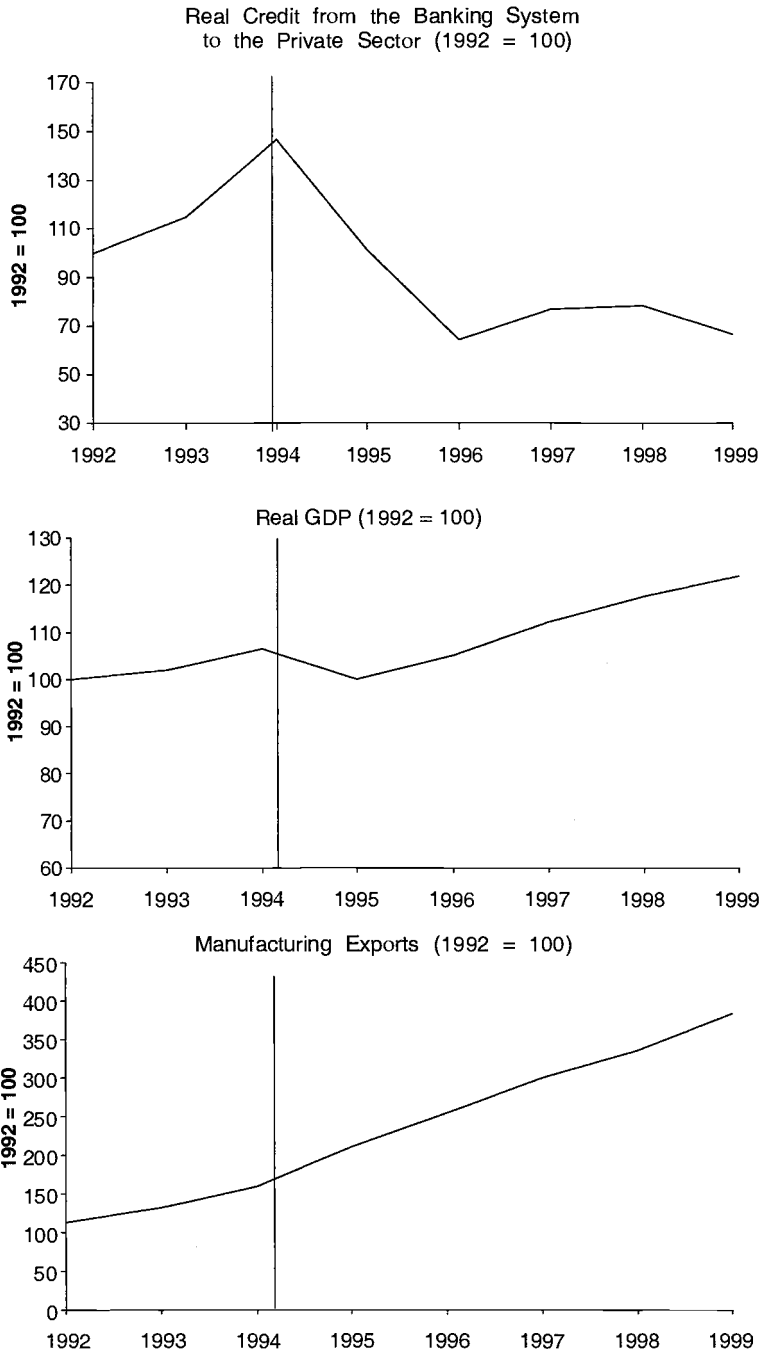 Real Credit from the Banking System
to the Private Sector (1992 = 100)
170
150
130
110
90
70
50
30
1992 = 100
1992 1993 1994 1995 1996 1997 1998 1999
Real GDP (1992 = 100)
130
120
110
100
90
80
70
60
1992 = 100
1992 1993 1994 1995 1996 1997 1998 1999
Manufacturing Exports (1992 = 100)
450
400
350
300
250
200
150
100
50
0
1992 = 100
1992 1993 1994 1995 1996 1997 1998 1999